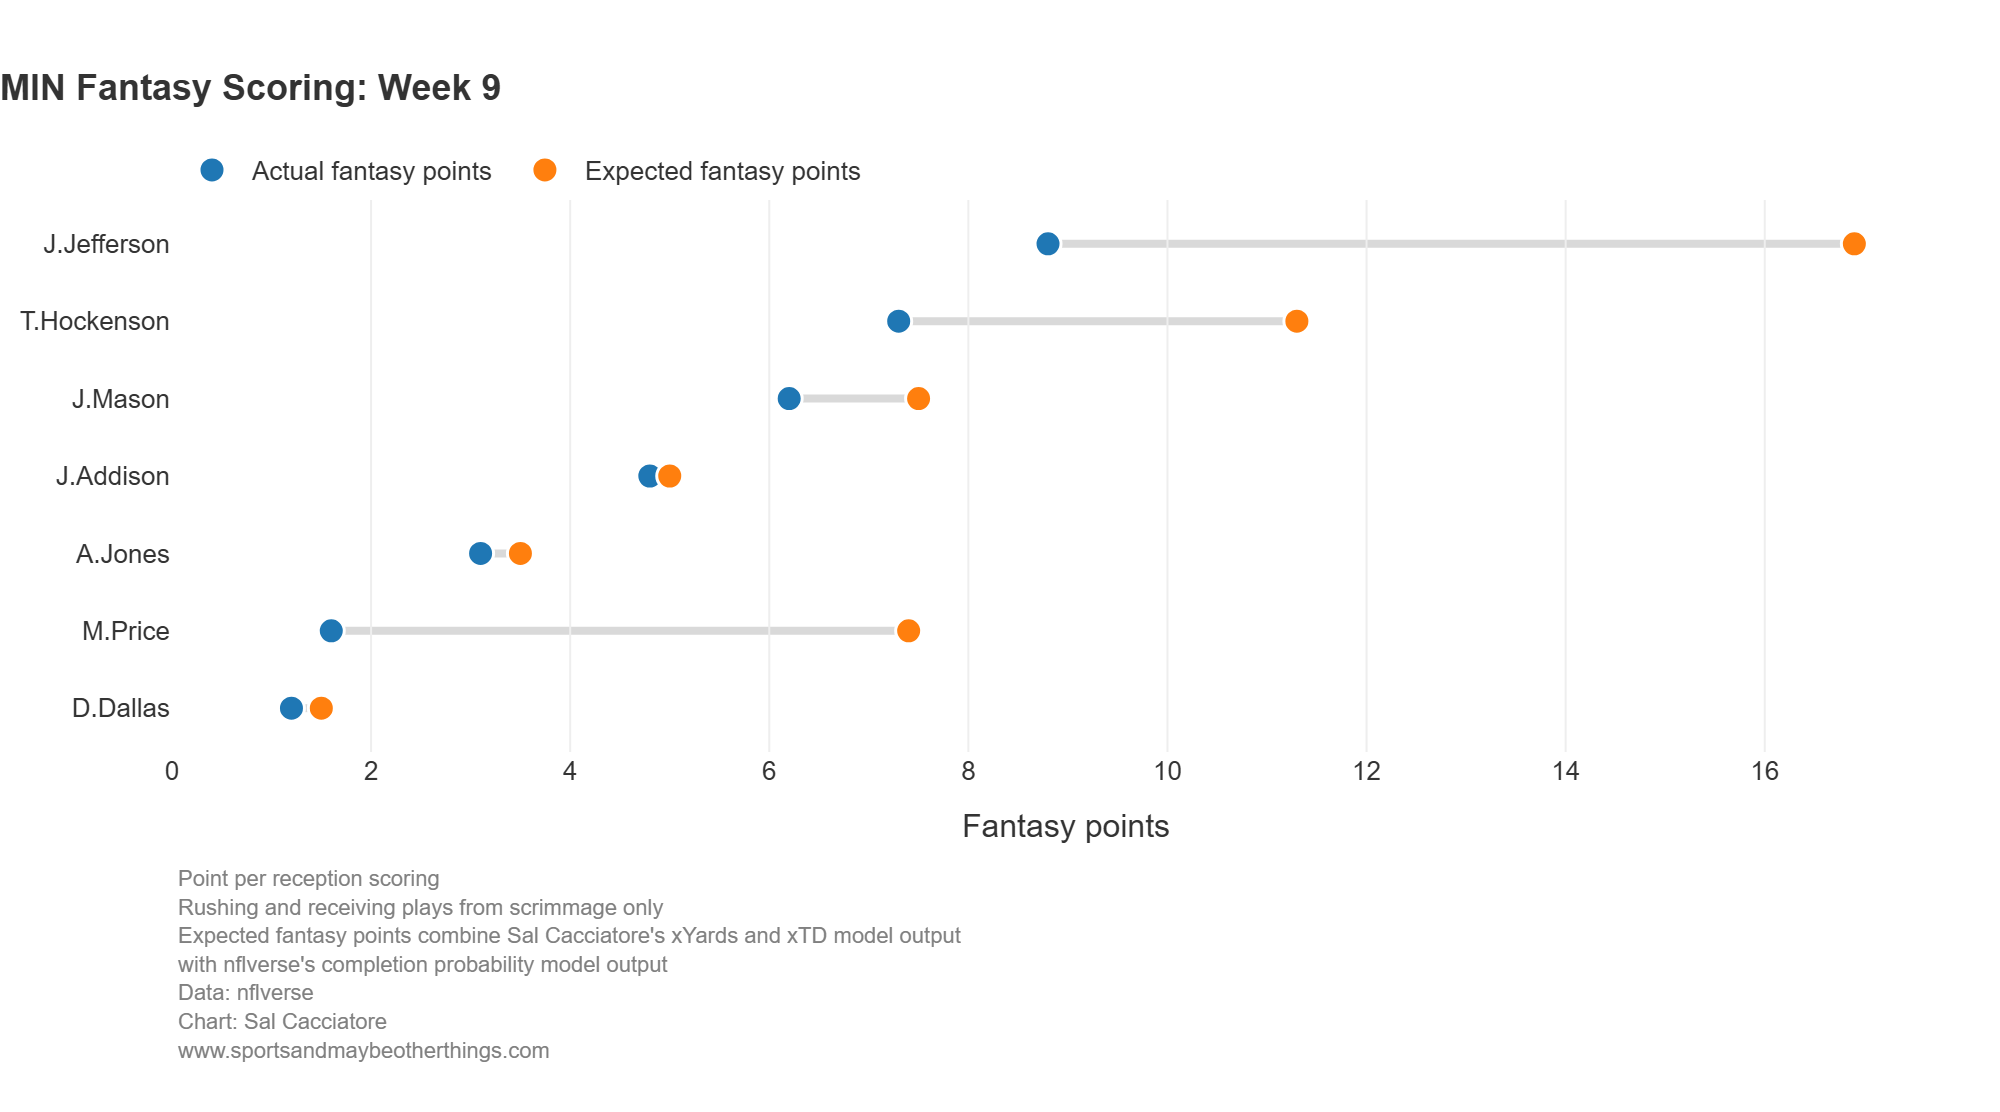 MIN Fantasy Scoring: Week 9
Actual fantasy points
Expected fantasy points
J.Jefferson
T.Hockenson
J.Mason
J.Addison
A.Jones
M.Price
D.Dallas
0 2 4 6 8 10 12 14 16
Fantasy points
Point per reception scoring
Rushing and receiving plays from scrimmage only
Expected fantasy points combine Sal Cacciatore's xYards and xTD model output
with nflverse's completion probability model output
Data: nflverse
Chart: Sal Cacciatore
www.sportsandmaybeotherthings.com